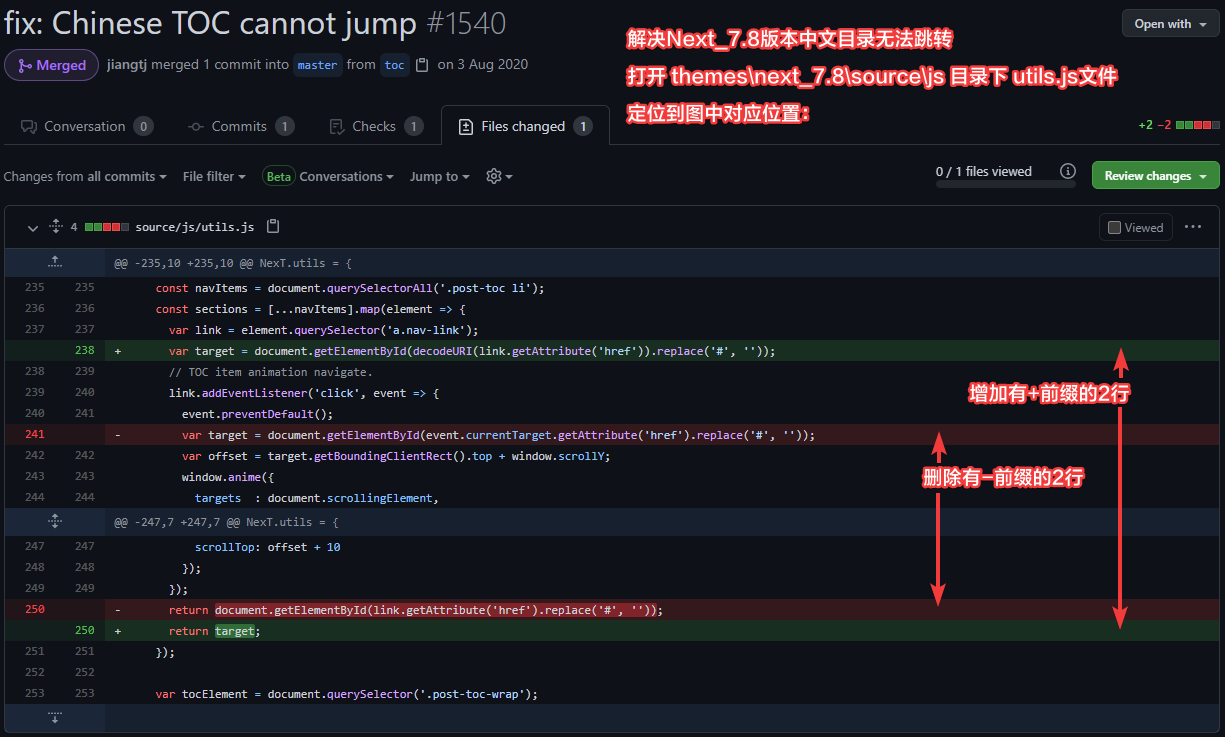 fix: Chinese TOC cannot jump #1540
Open with
Merged jiangtj merged 1 commit into master from toc on 3 Aug 2020
解决Next_7.8版本中文目录无法跳转
打开 themes\next_7.8\source\js 目录下 utils.js文件
定位到图中对应位置:
Conversation 0 Commits 1 Checks 1 Files changed 1
+2 −2
Changes from all commits File filter Beta Conversations Jump to
0 / 1 files viewed
Review changes
4 source/js/utils.js
Viewed
@@ -235,10 +235,10 @@ NexT.utils = {
235 235 const navItems = document.querySelectorAll('.post-toc li');
236 236 const sections = [...navItems].map(element => {
237 237 var link = element.querySelector('a.nav-link');
238 + var target = document.getElementById(decodeURI(link.getAttribute('href')).replace('#', ''));
238 239 // TOC item animation navigate.
239 240 link.addEventListener('click', event => {
240 241 event.preventDefault();
241 - var target = document.getElementById(event.currentTarget.getAttribute('href').replace('#', ''));
242 242 var offset = target.getBoundingClientRect().top + window.scrollY;
243 243 window.anime({
244 244 targets : document.scrollingElement,
增加有+前缀的2行
删除有-前缀的2行
@@ -247,7 +247,7 @@ NexT.utils = {
247 247 scrollTop: offset + 10
248 248 });
249 249 });
250 - return document.getElementById(link.getAttribute('href').replace('#', ''));
250 + return target;
251 251 });
252 252
253 253 var tocElement = document.querySelector('.post-toc-wrap');